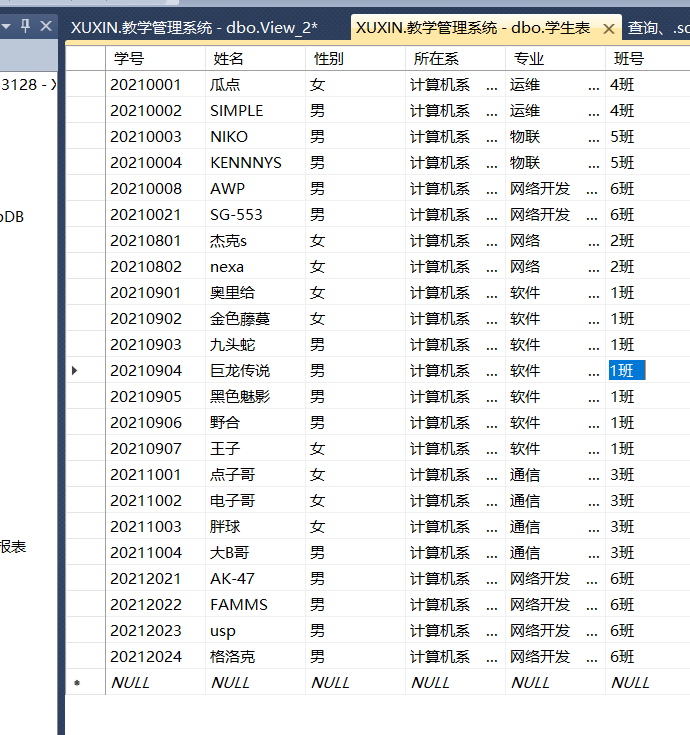 XUXIN.教学管理系统 - dbo.View_2* XUXIN.教学管理系统 - dbo.学生表 查询、.sc
学号 姓名 性别 所在系 专业 班号
3128 - X 20210001 瓜点 女 计算机系 ... 运维 ... 4班
20210002 SIMPLE 男 计算机系 ... 运维 ... 4班
20210003 NIKO 男 计算机系 ... 物联 ... 5班
20210004 KENNNYS 男 计算机系 ... 物联 ... 5班
20210008 AWP 男 计算机系 ... 网络开发 ... 6班
oDB 20210021 SG-553 男 计算机系 ... 网络开发 ... 6班
20210801 杰克s 女 计算机系 ... 网络 ... 2班
20210802 nexa 女 计算机系 ... 网络 ... 2班
20210901 奥里给 女 计算机系 ... 软件 ... 1班
20210902 金色藤蔓 女 计算机系 ... 软件 ... 1班
20210903 九头蛇 男 计算机系 ... 软件 ... 1班
20210904 巨龙传说 男 计算机系 ... 软件 ... 1班
20210905 黑色魅影 男 计算机系 ... 软件 ... 1班
20210906 野合 男 计算机系 ... 软件 ... 1班
20210907 王子 女 计算机系 ... 软件 ... 1班
20211001 点子哥 女 计算机系 ... 通信 ... 3班
20211002 电子哥 女 计算机系 ... 通信 ... 3班
20211003 胖球 女 计算机系 ... 通信 ... 3班
报表 20211004 大B哥 男 计算机系 ... 通信 ... 3班
20212021 AK-47 男 计算机系 ... 网络开发 ... 6班
20212022 FAMMS 男 计算机系 ... 网络开发 ... 6班
20212023 usp 男 计算机系 ... 网络开发 ... 6班
20212024 格洛克 男 计算机系 ... 网络开发 ... 6班
NULL NULL NULL NULL NULL NULL